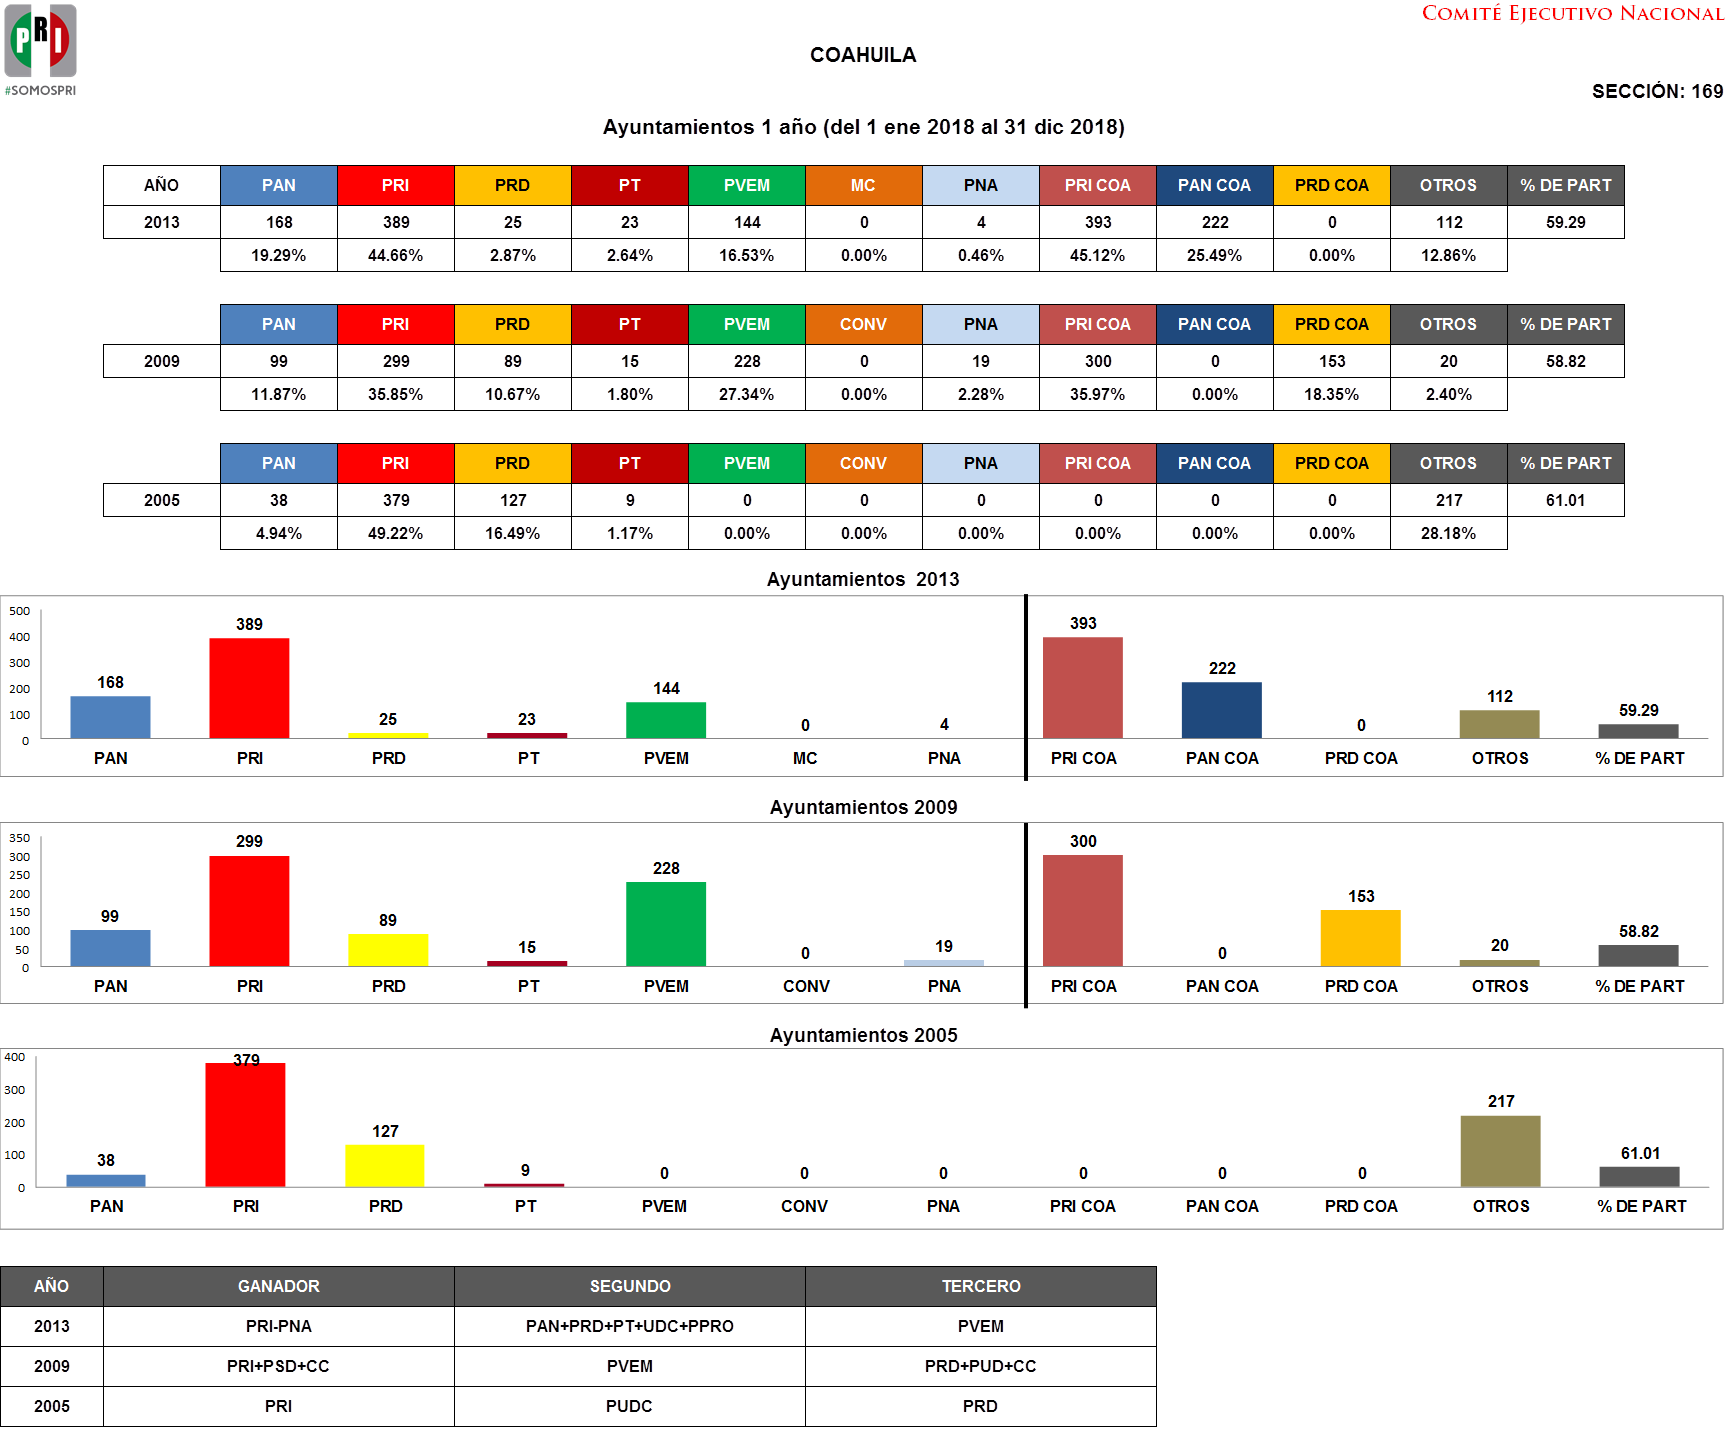 PRI
#SOMOSPRI
COMITÉ EJECUTIVO NACIONAL
COAHUILA
SECCIÓN: 169
Ayuntamientos 1 año (del 1 ene 2018 al 31 dic 2018)
AÑO PAN PRI PRD PT PVEM MC PNA PRI COA PAN COA PRD COA OTROS % DE PART
2013 168 389 25 23 144 0 4 393 222 0 112 59.29
19.29% 44.66% 2.87% 2.64% 16.53% 0.00% 0.46% 45.12% 25.49% 0.00% 12.86%
PAN PRI PRD PT PVEM CONV PNA PRI COA PAN COA PRD COA OTROS % DE PART
2009 99 299 89 15 228 0 19 300 0 153 20 58.82
11.87% 35.85% 10.67% 1.80% 27.34% 0.00% 2.28% 35.97% 0.00% 18.35% 2.40%
PAN PRI PRD PT PVEM CONV PNA PRI COA PAN COA PRD COA OTROS % DE PART
2005 38 379 127 9 0 0 0 0 0 0 217 61.01
4.94% 49.22% 16.49% 1.17% 0.00% 0.00% 0.00% 0.00% 0.00% 0.00% 28.18%
Ayuntamientos 2013
500
400
300
200
100
0
168 389 25 23 144 0 4 393 222 0 112 59.29
PAN PRI PRD PT PVEM MC PNA PRI COA PAN COA PRD COA OTROS % DE PART
Ayuntamientos 2009
350
300
250
200
150
100
50
0
99 299 89 15 228 0 19 300 0 153 20 58.82
PAN PRI PRD PT PVEM CONV PNA PRI COA PAN COA PRD COA OTROS % DE PART
Ayuntamientos 2005
400
300
200
100
0
38 379 127 9 0 0 0 0 0 0 217 61.01
PAN PRI PRD PT PVEM CONV PNA PRI COA PAN COA PRD COA OTROS % DE PART
AÑO GANADOR SEGUNDO TERCERO
2013 PRI-PNA PAN+PRD+PT+UDC+PPRO PVEM
2009 PRI+PSD+CC PVEM PRD+PUD+CC
2005 PRI PUDC PRD